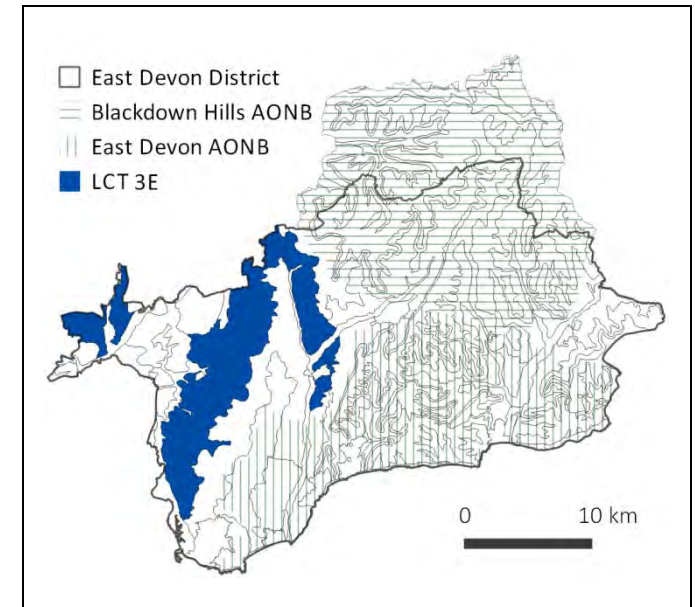 East Devon District
Blackdown Hills AONB
East Devon AONB
LCT 3E
0 10 km